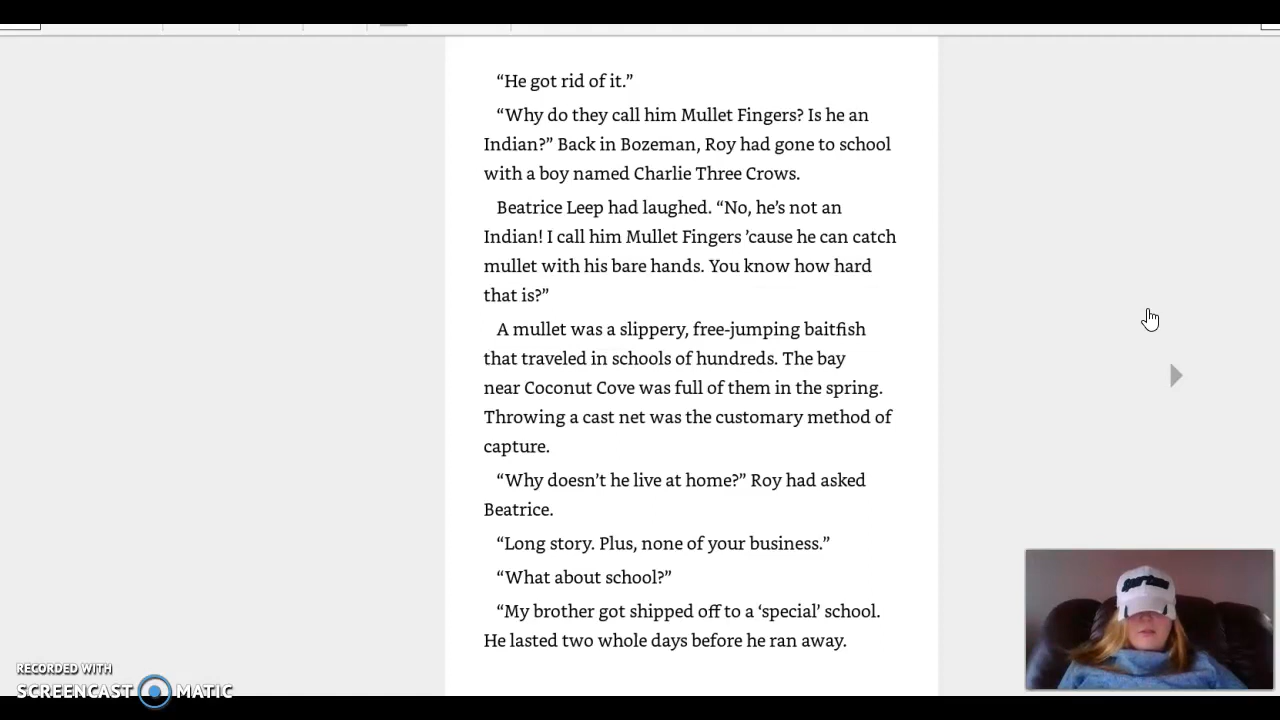 “He got rid of it.”
“Why do they call him Mullet Fingers? Is he an
Indian?” Back in Bozeman, Roy had gone to school
with a boy named Charlie Three Crows.
Beatrice Leep had laughed. “No, he’s not an
Indian! I call him Mullet Fingers ’cause he can catch
mullet with his bare hands. You know how hard
that is?”
A mullet was a slippery, free-jumping baitfish
that traveled in schools of hundreds. The bay
near Coconut Cove was full of them in the spring.
Throwing a cast net was the customary method of
capture.
“Why doesn’t he live at home?” Roy had asked
Beatrice.
“Long story. Plus, none of your business.”
“What about school?”
“My brother got shipped off to a ‘special’ school.
He lasted two whole days before he ran away.
RECORDED WITH
SCREENCAST MATIC